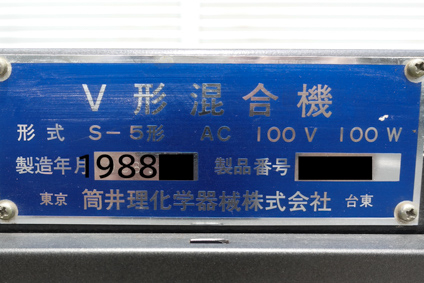 V形混合機
形式 S-5形 AC 100V 100W
製造年月 1988 製品番号
東京 筒井理化学器械株式会社 台東